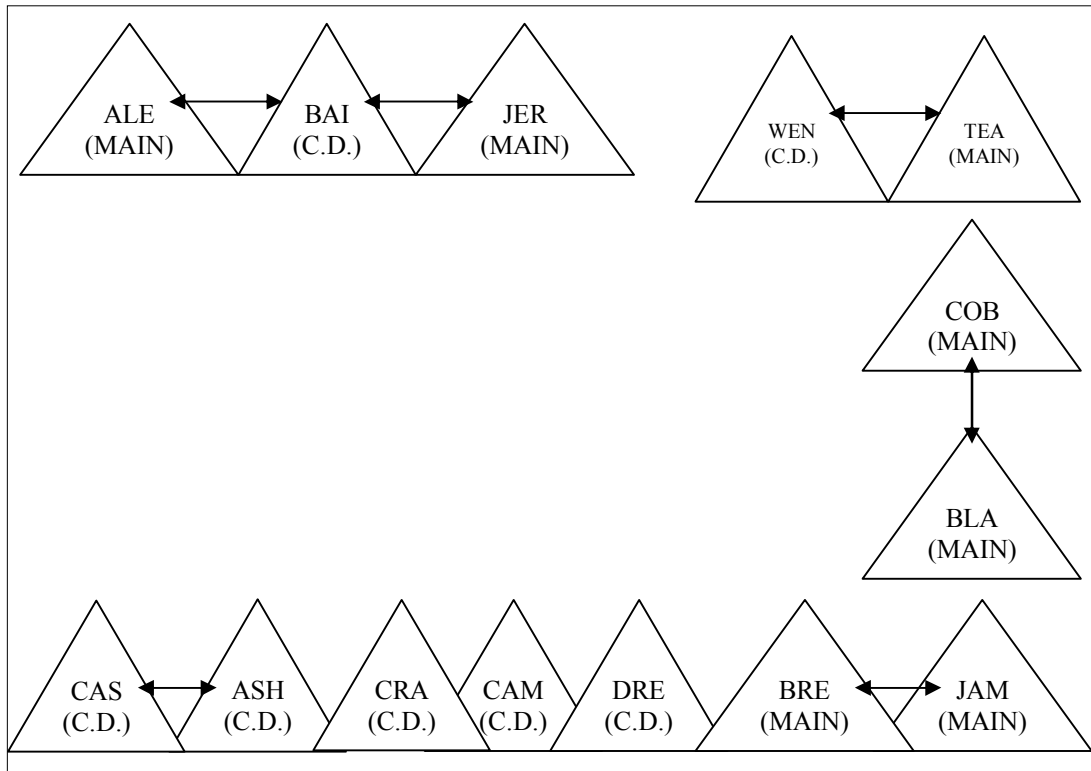 ALE
(MAIN)
BAI
(C.D.)
JER
(MAIN)
WEN
(C.D.)
TEA
(MAIN)
COB
(MAIN)
BLA
(MAIN)
CAS
(C.D.)
ASH
(C.D.)
CRA
(C.D.)
CAM
(C.D.)
DRE
(C.D.)
BRE
(MAIN)
JAM
(MAIN)